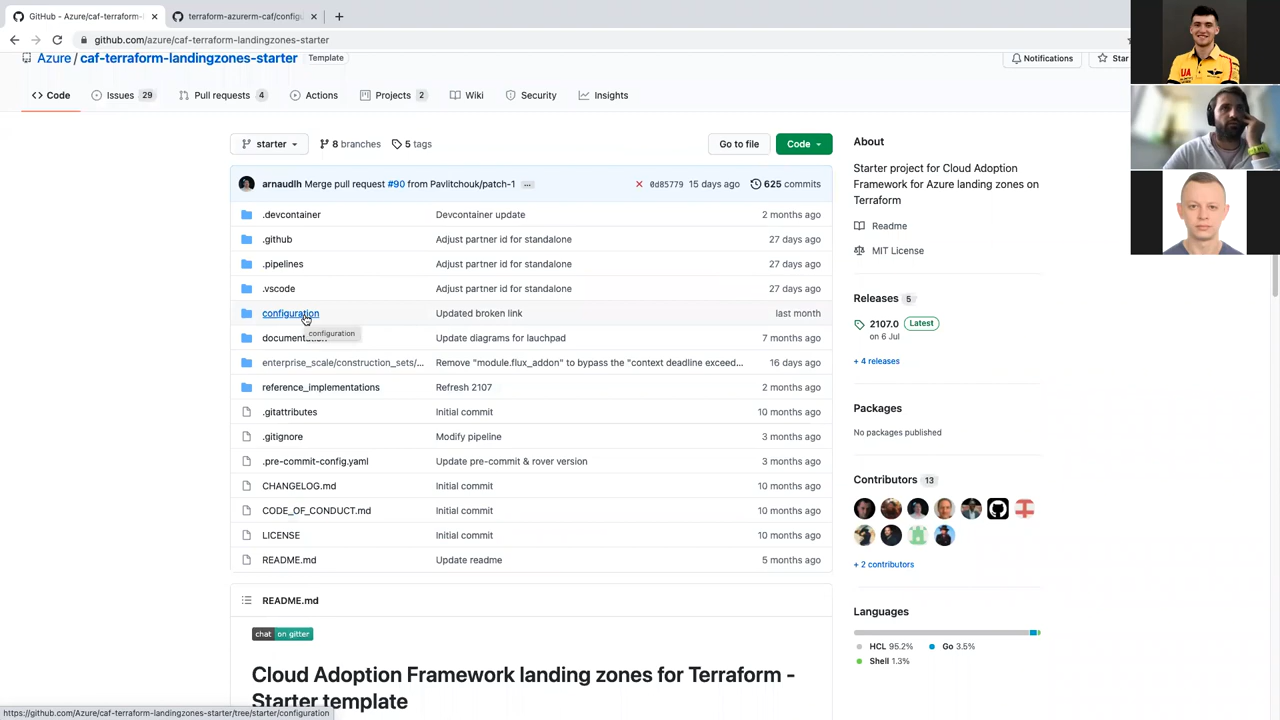 GitHub - Azure/caf-terraform-l
terraform-azurerm-caf/configu
github.com/azure/caf-terraform-landingzones-starter
Azure / caf-terraform-landingzones-starter Template
Notifications
Star
<> Code
Issues 29
Pull requests 4
Actions
Projects 2
Wiki
Security
Insights
starter
8 branches
5 tags
Go to file
Code
arnaudlh Merge pull request #90 from Pavlitchouk/patch-1 ...
0d85779 15 days ago
625 commits
.devcontainer Devcontainer update 2 months ago
.github Adjust partner id for standalone 27 days ago
.pipelines Adjust partner id for standalone 27 days ago
.vscode Adjust partner id for standalone 27 days ago
configuration Updated broken link last month
configuration
documentation Update diagrams for lauchpad 7 months ago
enterprise_scale/construction_sets/... Remove "module.flux_addon" to bypass the "context deadline exceed... 16 days ago
reference_implementations Refresh 2107 2 months ago
.gitattributes Initial commit 10 months ago
.gitignore Modify pipeline 3 months ago
.pre-commit-config.yaml Update pre-commit & rover version 3 months ago
CHANGELOG.md Initial commit 10 months ago
CODE_OF_CONDUCT.md Initial commit 10 months ago
LICENSE Initial commit 10 months ago
README.md Update readme 5 months ago
README.md
chat on gitter
Cloud Adoption Framework landing zones for Terraform -
Starter template
About
Starter project for Cloud Adoption
Framework for Azure landing zones on
Terraform
Readme
MIT License
Releases 5
2107.0 Latest
on 6 Jul
+ 4 releases
Packages
No packages published
Contributors 13
+ 2 contributors
Languages
HCL 95.2%
Go 3.5%
Shell 1.3%
UA
https://github.com/Azure/caf-terraform-landingzones-starter/tree/starter/configuration